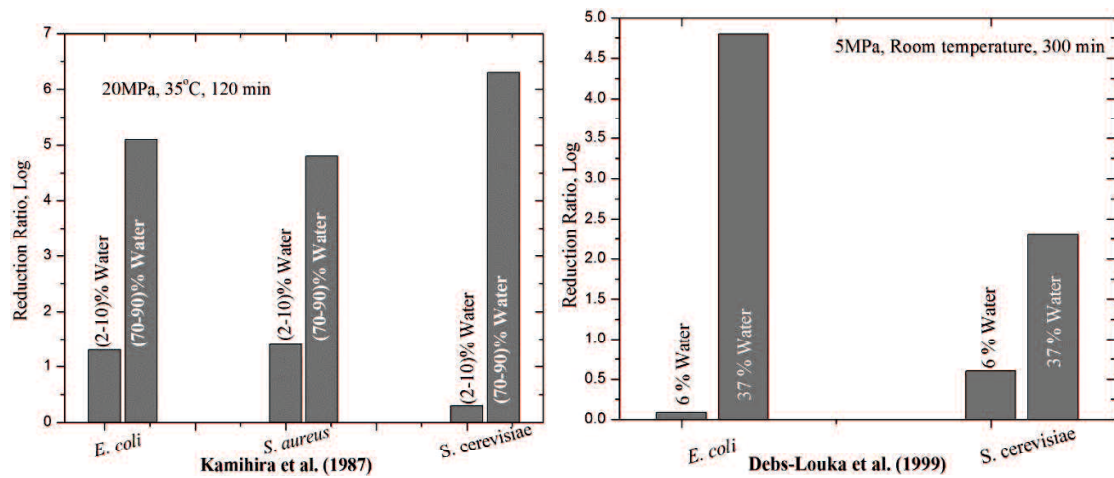 Reduction Ratio, Log
7
6
5
4
3
2
1
0
20MPa, 35°C, 120 min
(2-10)% Water
(70-90)% Water
(2-10)% Water
(70-90)% Water
(2-10)% Water
(70-90)% Water
E. coli
S. aureus
S. cerevisiae
Kamihira et al. (1987)
Reduction Ratio, Log
5.0
4.5
4.0
3.5
3.0
2.5
2.0
1.5
1.0
0.5
0.0
5MPa, Room temperature, 300 min
6 % Water
37 % Water
6 % Water
37 % Water
E. coli
S. cerevisiae
Debs-Louka et al. (1999)